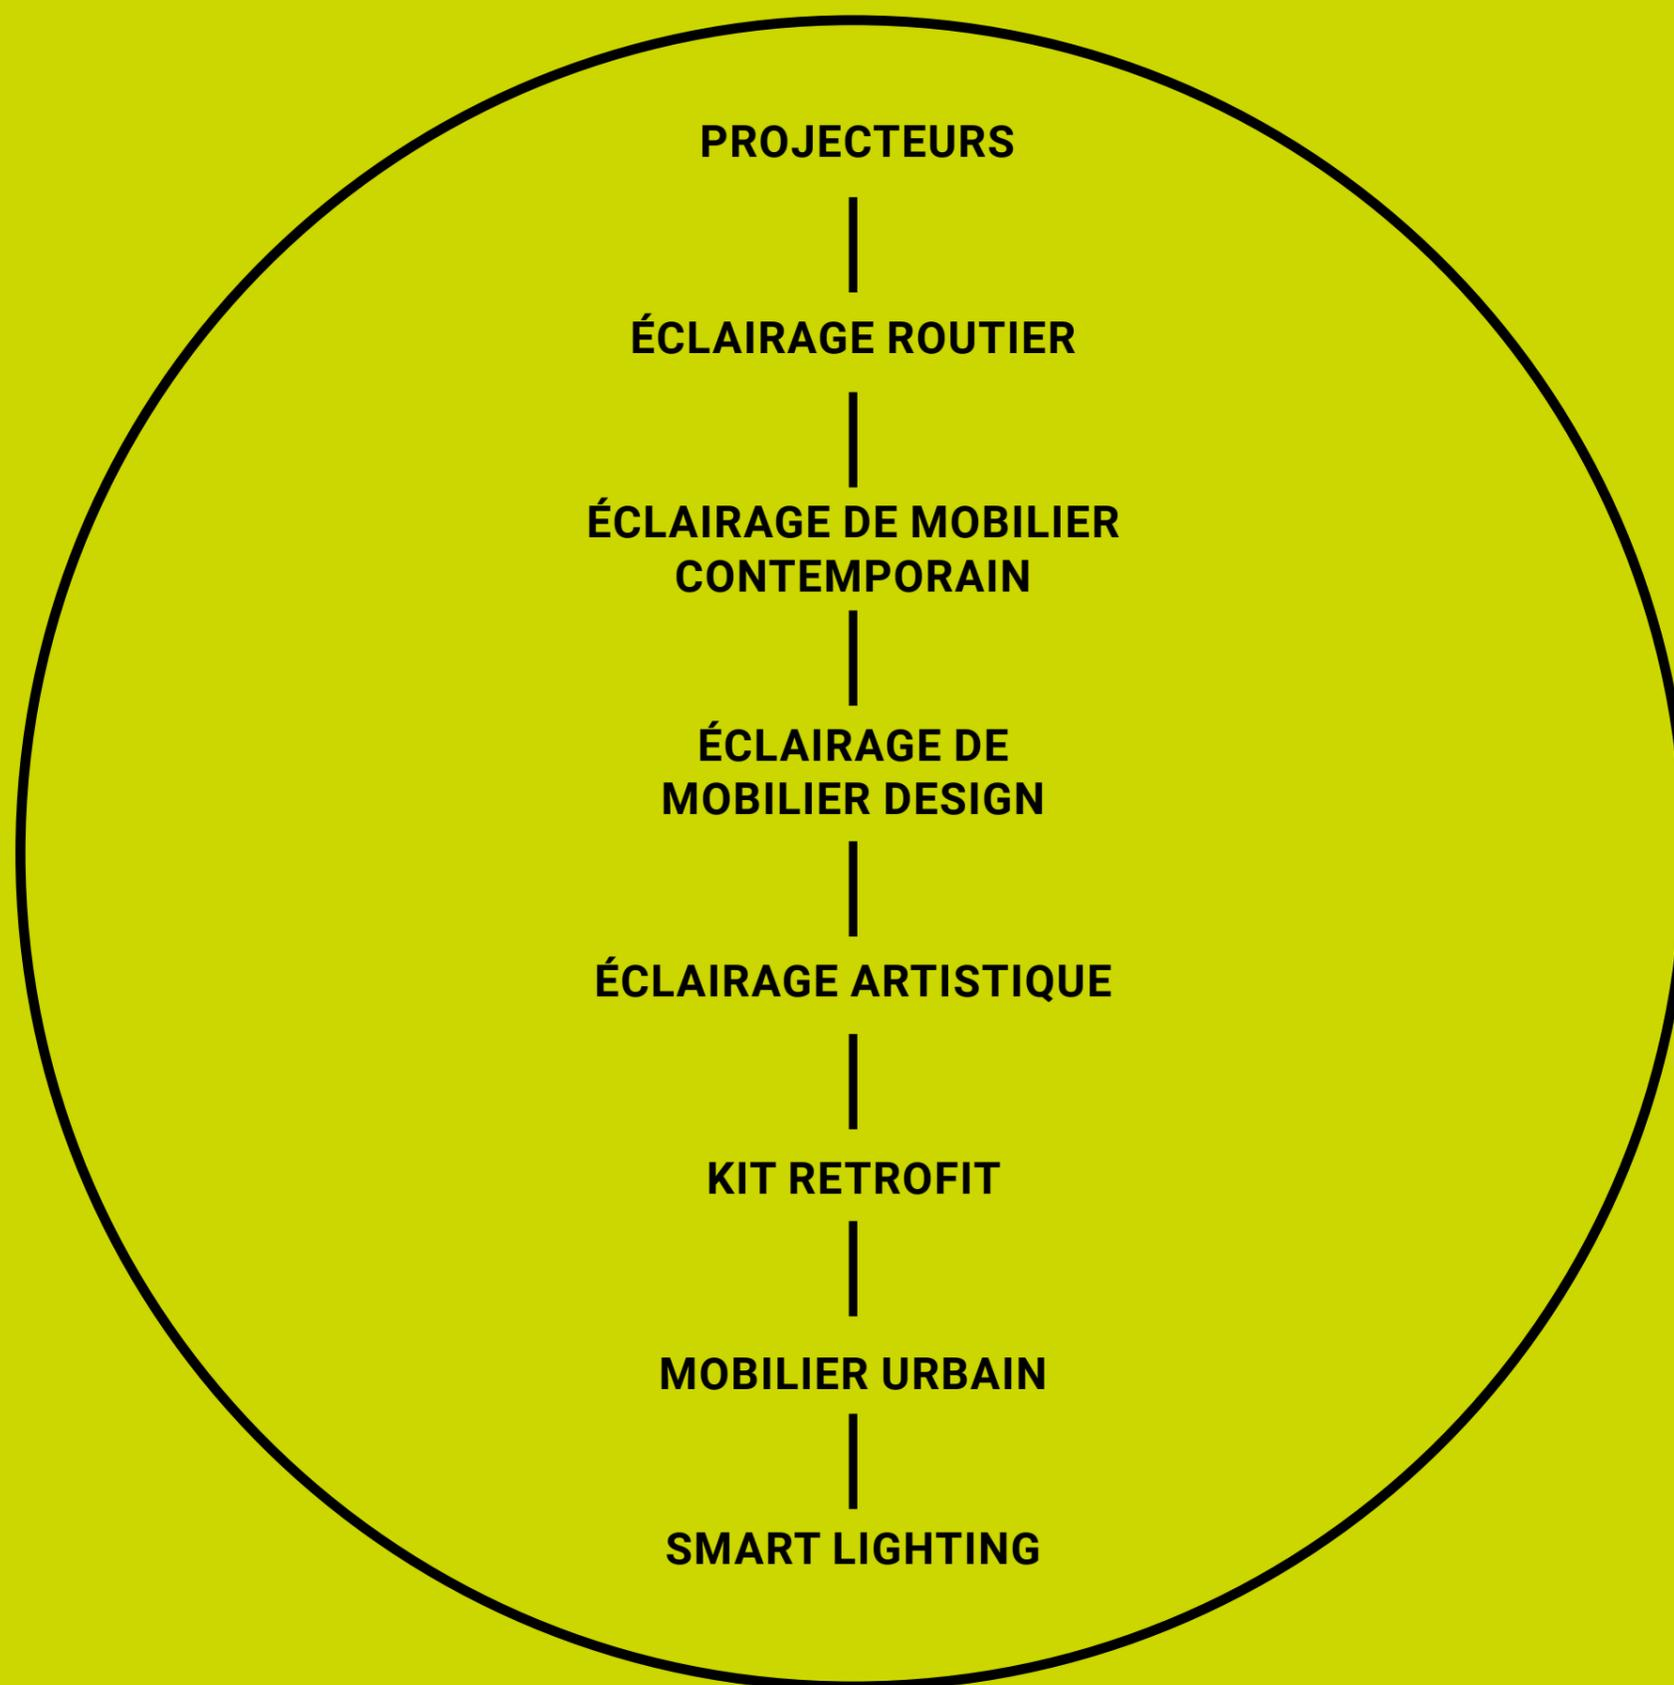 PROJECTEURS
ÉCLAIRAGE ROUTIER
ÉCLAIRAGE DE MOBILIER
CONTEMPORAIN
ÉCLAIRAGE DE
MOBILIER DESIGN
ÉCLAIRAGE ARTISTIQUE
KIT RETROFIT
MOBILIER URBAIN
SMART LIGHTING